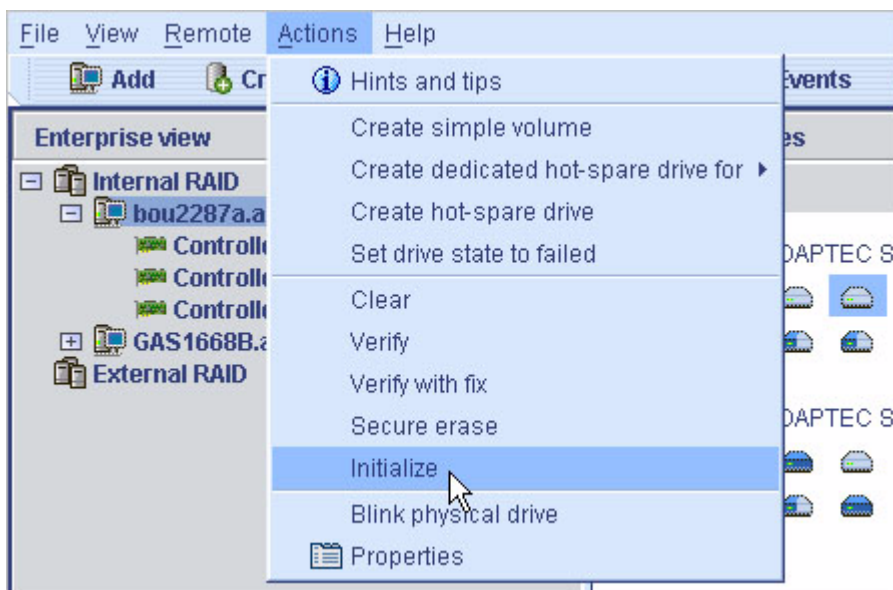 File View Remote Actions Help
Add
Hints and tips
Enterprise view
Create simple volume
Internal RAID
Create dedicated hot-spare drive for
Create hot-spare drive
Set drive state to failed
Clear
GAS1668B.
Verify
External RAID
Verify with fix
Secure erase
Initialize
Blink physical drive
Properties